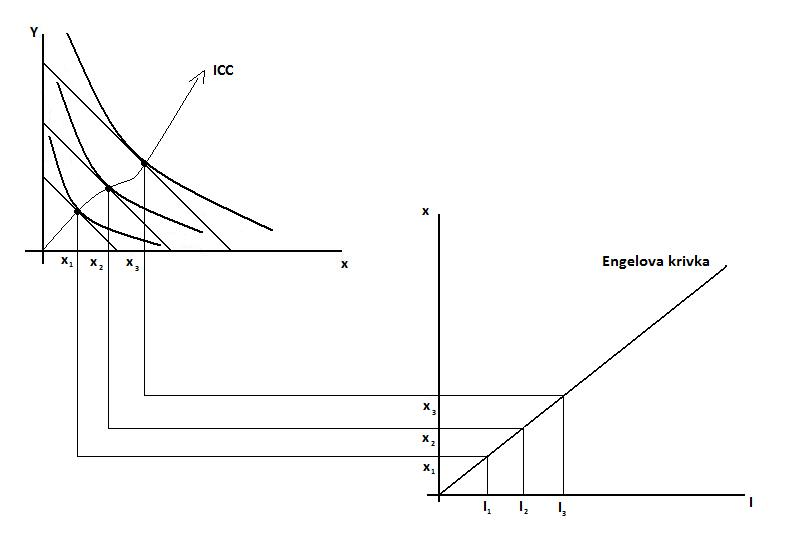 Y
ICC
x₁ x₂ x₃
x
x
Engelova krivka
x₃
x₂
x₁
I₁ I₂ I₃
I